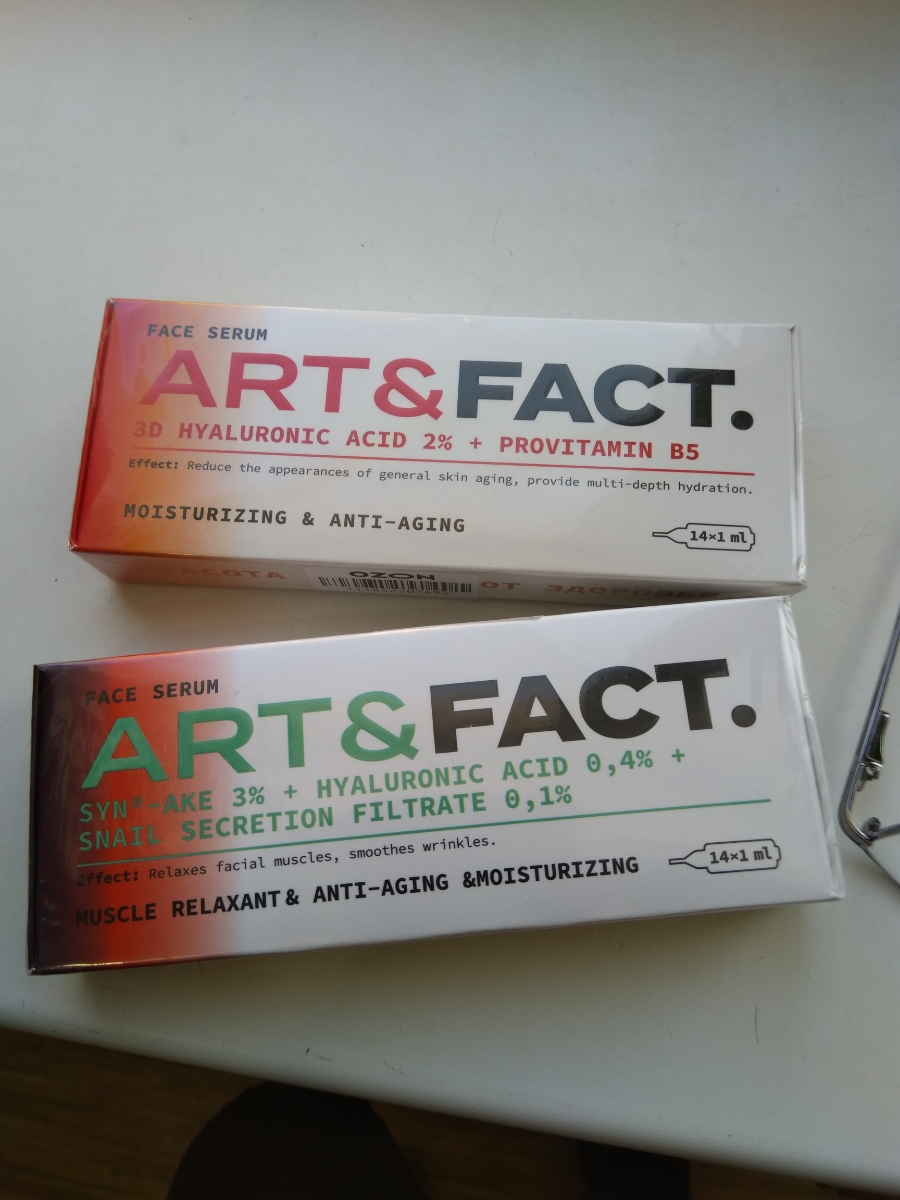 FACE SERUM
ART&FACT.
3D HYALURONIC ACID 2% + PROVITAMIN B5
Effect: Reduce the appearances of general skin aging, provide multi-depth hydration.
MOISTURIZING & ANTI-AGING
14×1 ml
КРАСОТА
OZON
ОТ ЗДОРОВЬЯ
FACE SERUM
ART&FACT.
SYN®-AKE 3% + HYALURONIC ACID 0,4% +
SNAIL SECRETION FILTRATE 0,1%
Effect: Relaxes facial muscles, smoothes wrinkles.
MUSCLE RELAXANT & ANTI-AGING &MOISTURIZING
14×1 ml